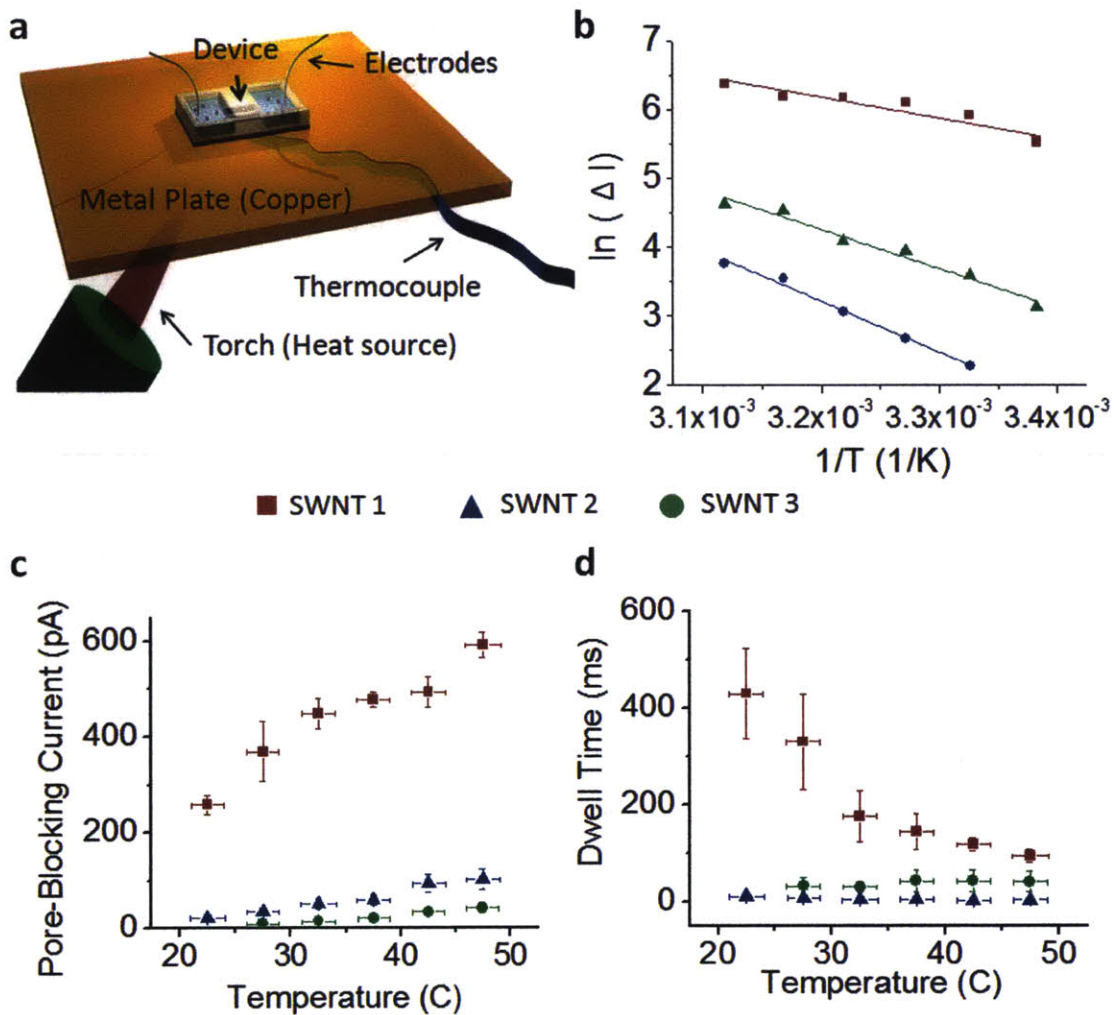 a
Device
Electrodes
Metal Plate (Copper)
Thermocouple
Torch (Heat source)
b
7
6
5
4
3
2
ln ( Δ I)
3.1x10⁻³ 3.2x10⁻³ 3.3x10⁻³ 3.4x10⁻³
1/T (1/K)
SWNT 1 SWNT 2 SWNT 3
c
600
400
200
0
Pore-Blocking Current (pA)
20 30 40 50
Temperature (C)
d
600
400
200
0
Dwell Time (ms)
20 30 40 50
Temperature (C)